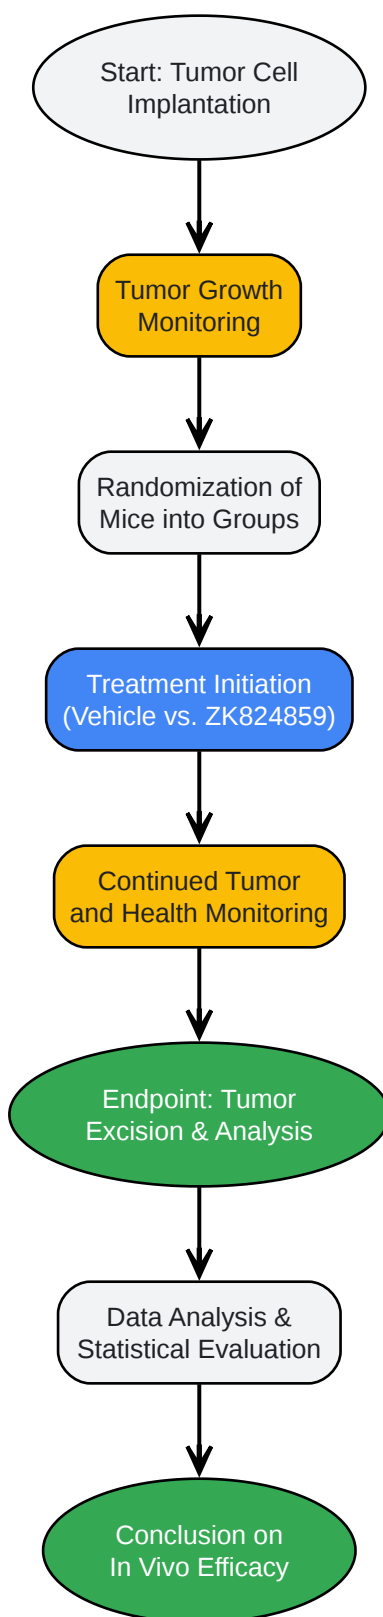 Start: Tumor Cell
Implantation
Tumor Growth
Monitoring
Randomization of
Mice into Groups
Treatment Initiation
(Vehicle vs. ZK824859)
Continued Tumor
and Health Monitoring
Endpoint: Tumor
Excision & Analysis
Data Analysis &
Statistical Evaluation
Conclusion on
In Vivo Efficacy